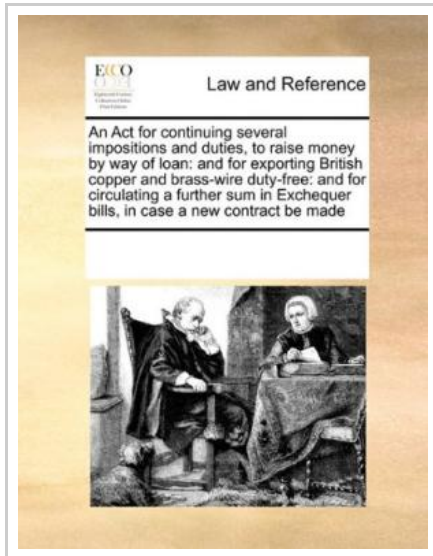 ECCO
Law and Reference
An Act for continuing several
impositions and duties, to raise money
by way of loan: and for exporting British
copper and brass-wire duty-free: and for
circulating a further sum in Exchequer
bills, in case a new contract be made